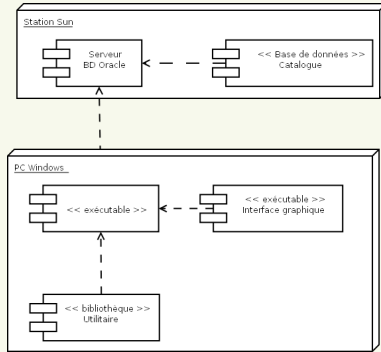 Station Sun
Serveur
BD Oracle
<< Base de données >>
Catalogue
PC Windows
<< exécutable >>
<< exécutable >>
Interface graphique
<< bibliothèque >>
Utilitaire